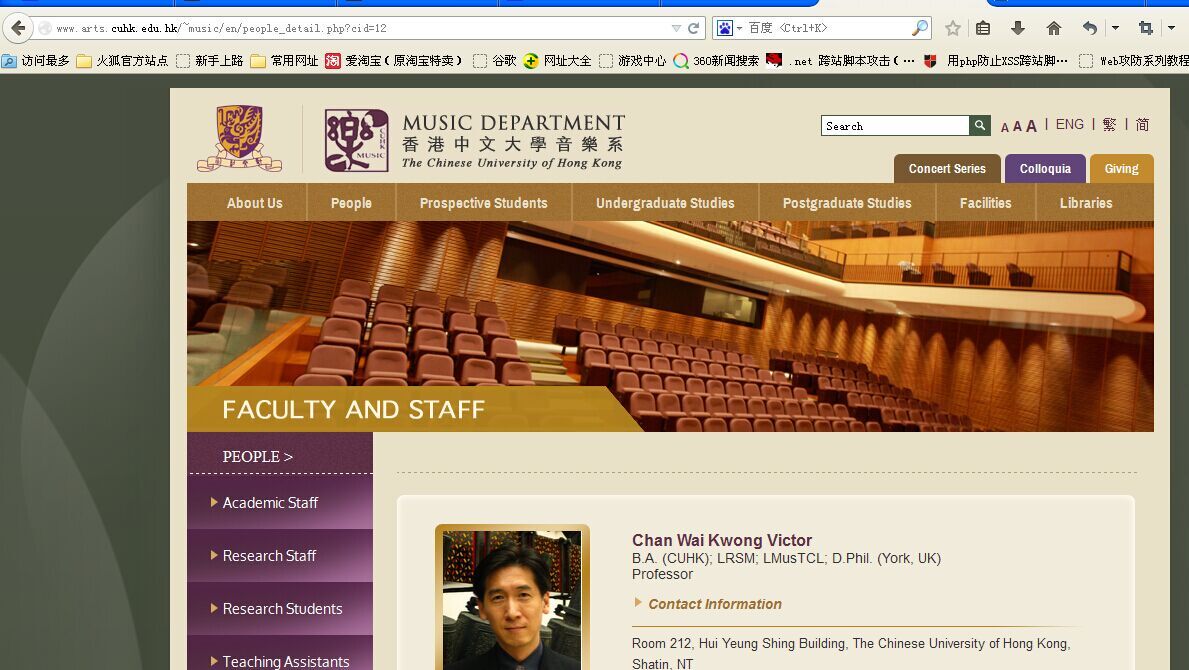 www.arts.cuhk.edu.hk/~music/en/people_detail.php?cid=12
百度 <Ctrl+K>
访问最多 火狐官方站点 新手上路 常用网址 爱淘宝（原淘宝特卖） 谷歌 网址大全 游戏中心 360新闻搜索 .net 跨站脚本攻击（… 用php防止XSS跨站脚… Web攻防系列教程
MUSIC DEPARTMENT
香港中文大學音樂系
The Chinese University of Hong Kong
樂
CUHK
MUSIC
Search
A A A | ENG | 繁 | 简
Concert Series Colloquia Giving
About Us People Prospective Students Undergraduate Studies Postgraduate Studies Facilities Libraries
FACULTY AND STAFF
PEOPLE >
Academic Staff
Research Staff
Research Students
Teaching Assistants
Chan Wai Kwong Victor
B.A. (CUHK); LRSM; LMusTCL; D.Phil. (York, UK)
Professor
Contact Information
Room 212, Hui Yeung Shing Building, The Chinese University of Hong Kong,
Shatin, NT